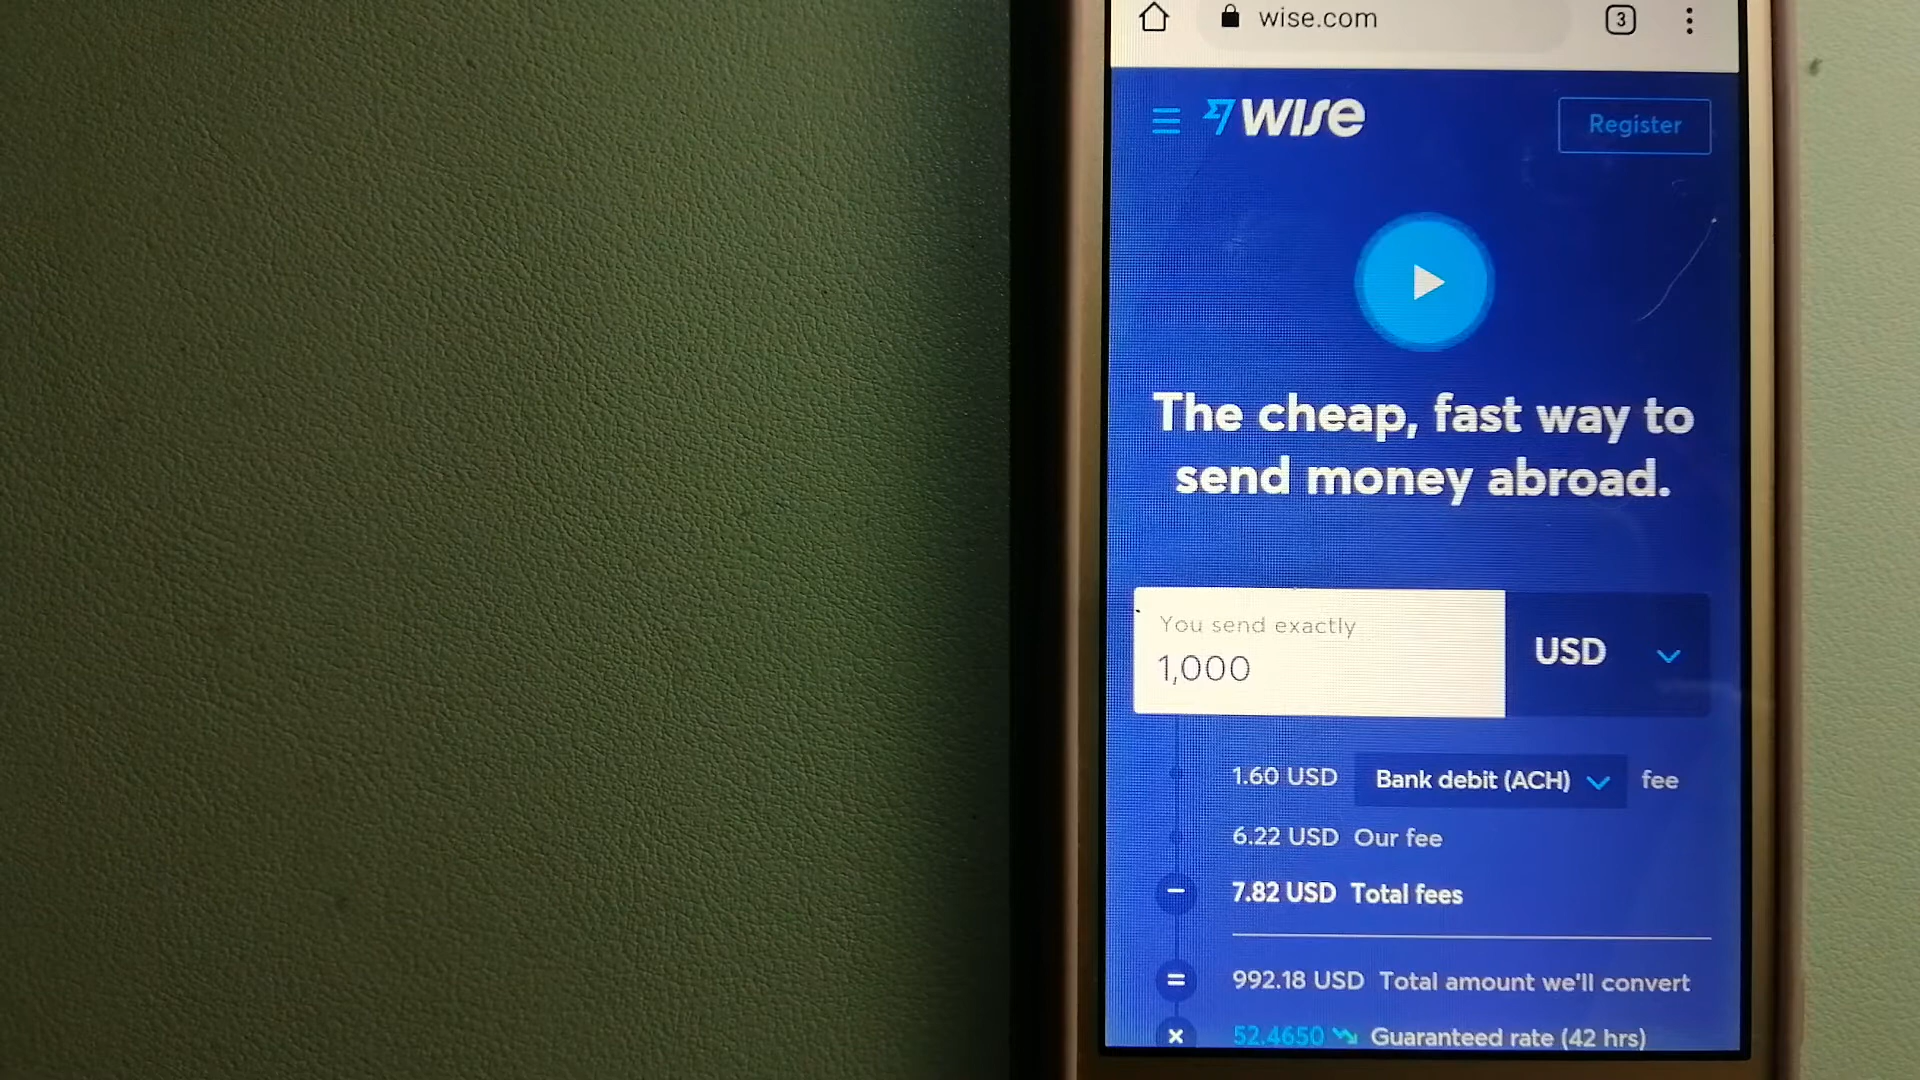 wise.com
3
wise
Register
The cheap, fast way to
send money abroad.
You send exactly
1,000
USD
1.60 USD Bank debit (ACH) fee
6.22 USD Our fee
7.82 USD Total fees
992.18 USD Total amount we'll convert
52.4650 Guaranteed rate (42 hrs)